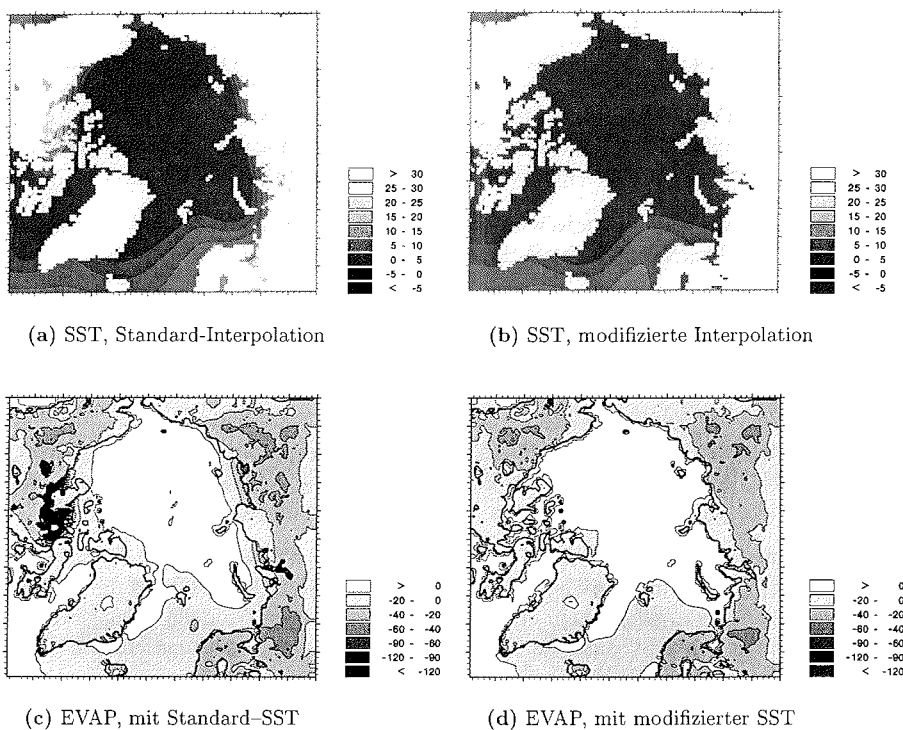 > 30
25 - 30
20 - 25
15 - 20
10 - 15
5 - 10
0 - 5
-5 - 0
< -5
> 30
25 - 30
20 - 25
15 - 20
10 - 15
5 - 10
0 - 5
-5 - 0
< -5
(a) SST, Standard-Interpolation
(b) SST, modifizierte Interpolation
> 0
-20 - 0
-40 - -20
-60 - -40
-90 - -60
-120 - -90
< -120
> 0
-20 - 0
-40 - -20
-60 - -40
-90 - -60
-120 - -90
< -120
(c) EVAP, mit Standard–SST
(d) EVAP, mit modifizierter SST